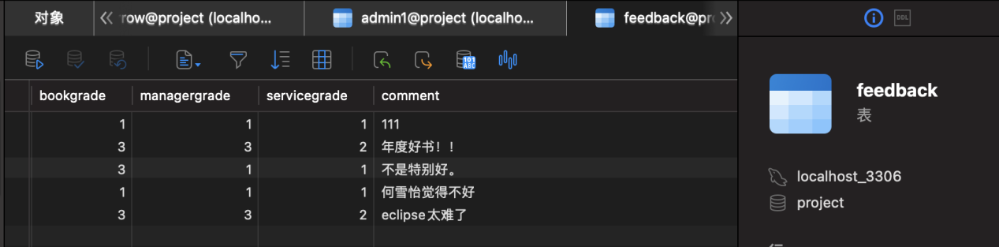 对象
row@project (localho...
admin1@project (localho...
feedback@pro
DDL
101
ABC
bookgrade managergrade servicegrade comment
1 1 1 111
3 3 2 年度好书！！
3 1 1 不是特别好。
1 1 1 何雪怡觉得不好
3 3 2 eclipse太难了
feedback
表
localhost_3306
project